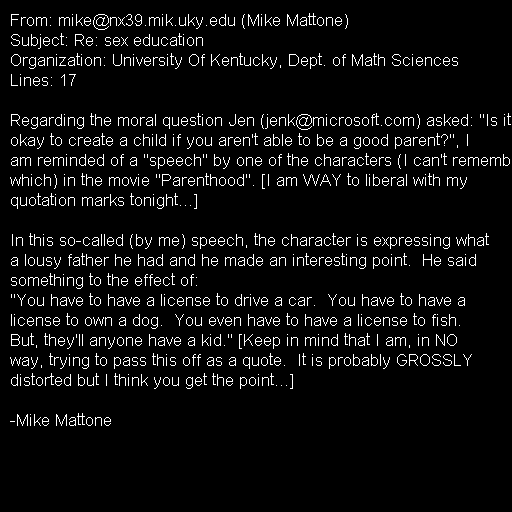 From: mike@nx39.mik.uky.edu (Mike Mattone)
Subject: Re: sex education
Organization: University Of Kentucky, Dept. of Math Sciences
Lines: 17

Regarding the moral question Jen (jenk@microsoft.com) asked: "Is it
okay to create a child if you aren't able to be a good parent?", I
am reminded of a "speech" by one of the characters (I can't rememb
which) in the movie "Parenthood". [I am WAY to liberal with my
quotation marks tonight...]

In this so-called (by me) speech, the character is expressing what
a lousy father he had and he made an interesting point.  He said
something to the effect of:
"You have to have a license to drive a car.  You have to have a
license to own a dog.  You even have to have a license to fish.
But, they'll anyone have a kid." [Keep in mind that I am, in NO
way, trying to pass this off as a quote.  It is probably GROSSLY
distorted but I think you get the point...]

-Mike Mattone